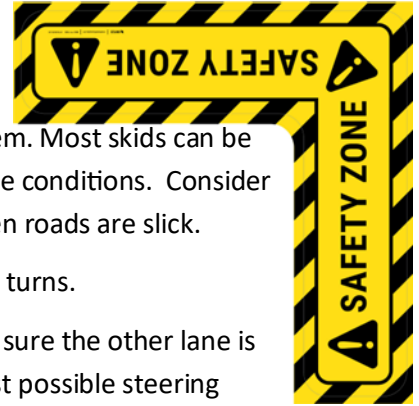 SAFETY ZONE
SAFETY ZONE
em. Most skids can be
e conditions. Consider
en roads are slick.
turns.
sure the other lane is
st possible steering